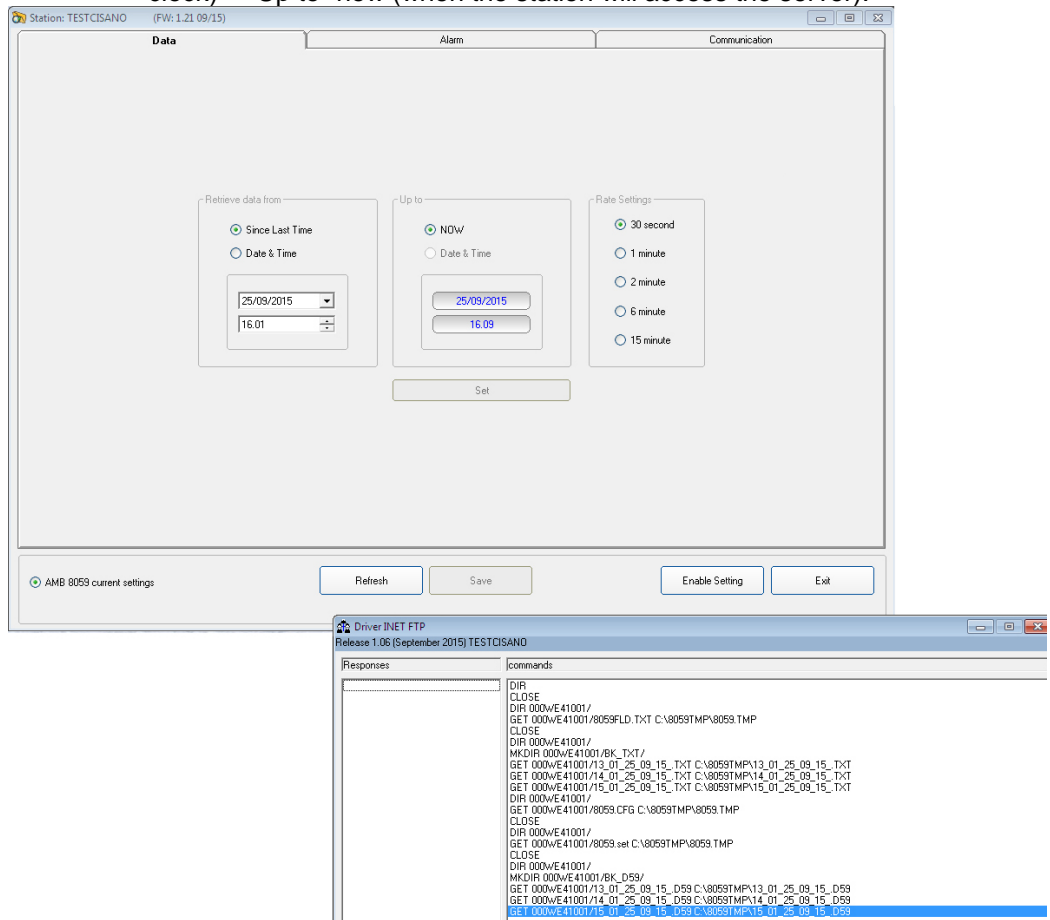 clock) "Up to" now (when the station will access the server).
Station: TESTCISANO (FW: 1.21 09/15)
Data Alarm Communication
Retrieve data from Up to Rate Settings
Since Last Time NOW 30 second
Date & Time Date & Time 1 minute
2 minute
25/09/2015 25/09/2015
6 minute
16.01 16.09
15 minute
Set
AMB 8059 current settings Refresh Save Enable Setting Exit
Driver INET FTP
Release 1.06 (September 2015) TESTCISANO
Responses commands
DIR
CLOSE
DIR 000WE41001/
GET 000WE41001/8059FLD.TXT C:\8059TMP\8059.TMP
CLOSE
DIR 000WE41001/
MKDIR 000WE41001/BK_TXT/
GET 000WE41001/13_01_25_09_15_.TXT C:\8059TMP\13_01_25_09_15_.TXT
GET 000WE41001/14_01_25_09_15_.TXT C:\8059TMP\14_01_25_09_15_.TXT
GET 000WE41001/15_01_25_09_15_.TXT C:\8059TMP\15_01_25_09_15_.TXT
DIR 000WE41001/
GET 000WE41001/8059.CFG C:\8059TMP\8059.TMP
CLOSE
DIR 000WE41001/
GET 000WE41001/8059.set C:\8059TMP\8059.TMP
CLOSE
DIR 000WE41001/
MKDIR 000WE41001/BK_D59/
GET 000WE41001/13_01_25_09_15_.D59 C:\8059TMP\13_01_25_09_15_.D59
GET 000WE41001/14_01_25_09_15_.D59 C:\8059TMP\14_01_25_09_15_.D59
GET 000WE41001/15_01_25_09_15_.D59 C:\8059TMP\15_01_25_09_15_.D59